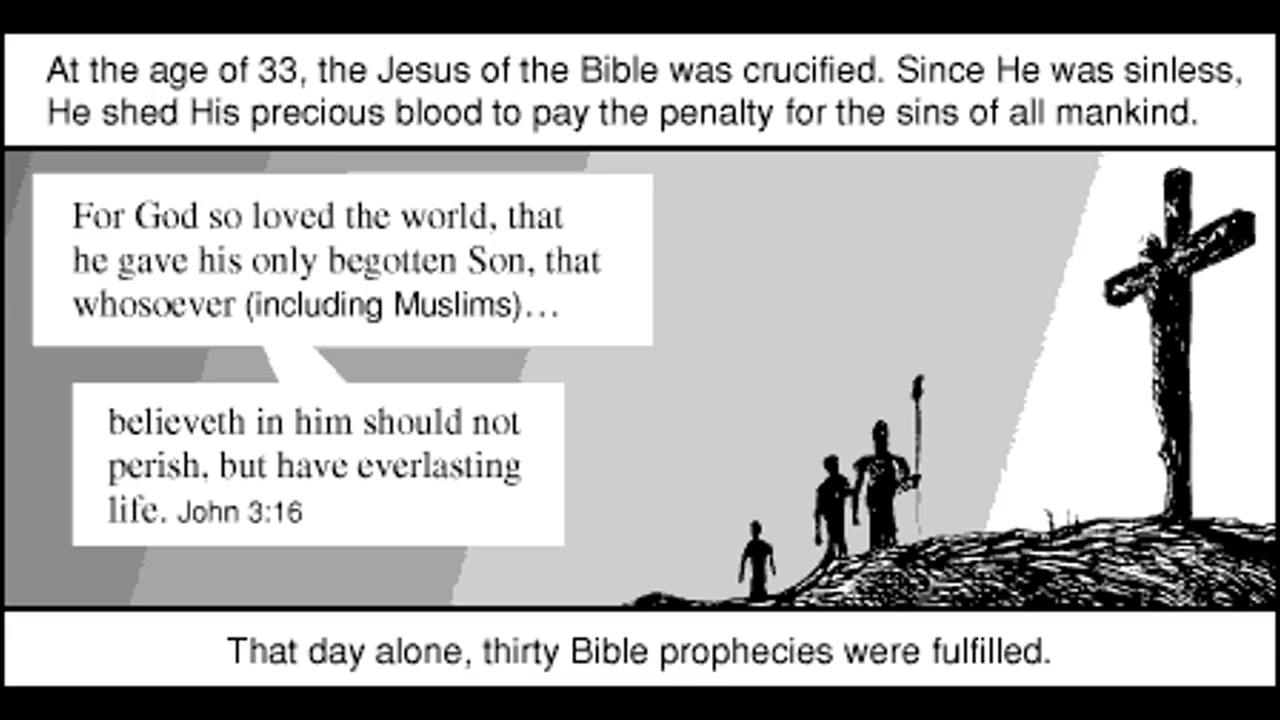 At the age of 33, the Jesus of the Bible was crucified. Since He was sinless,
He shed His precious blood to pay the penalty for the sins of all mankind.
For God so loved the world, that
he gave his only begotten Son, that
whosoever (including Muslims)…
believeth in him should not
perish, but have everlasting
life. John 3:16
That day alone, thirty Bible prophecies were fulfilled.